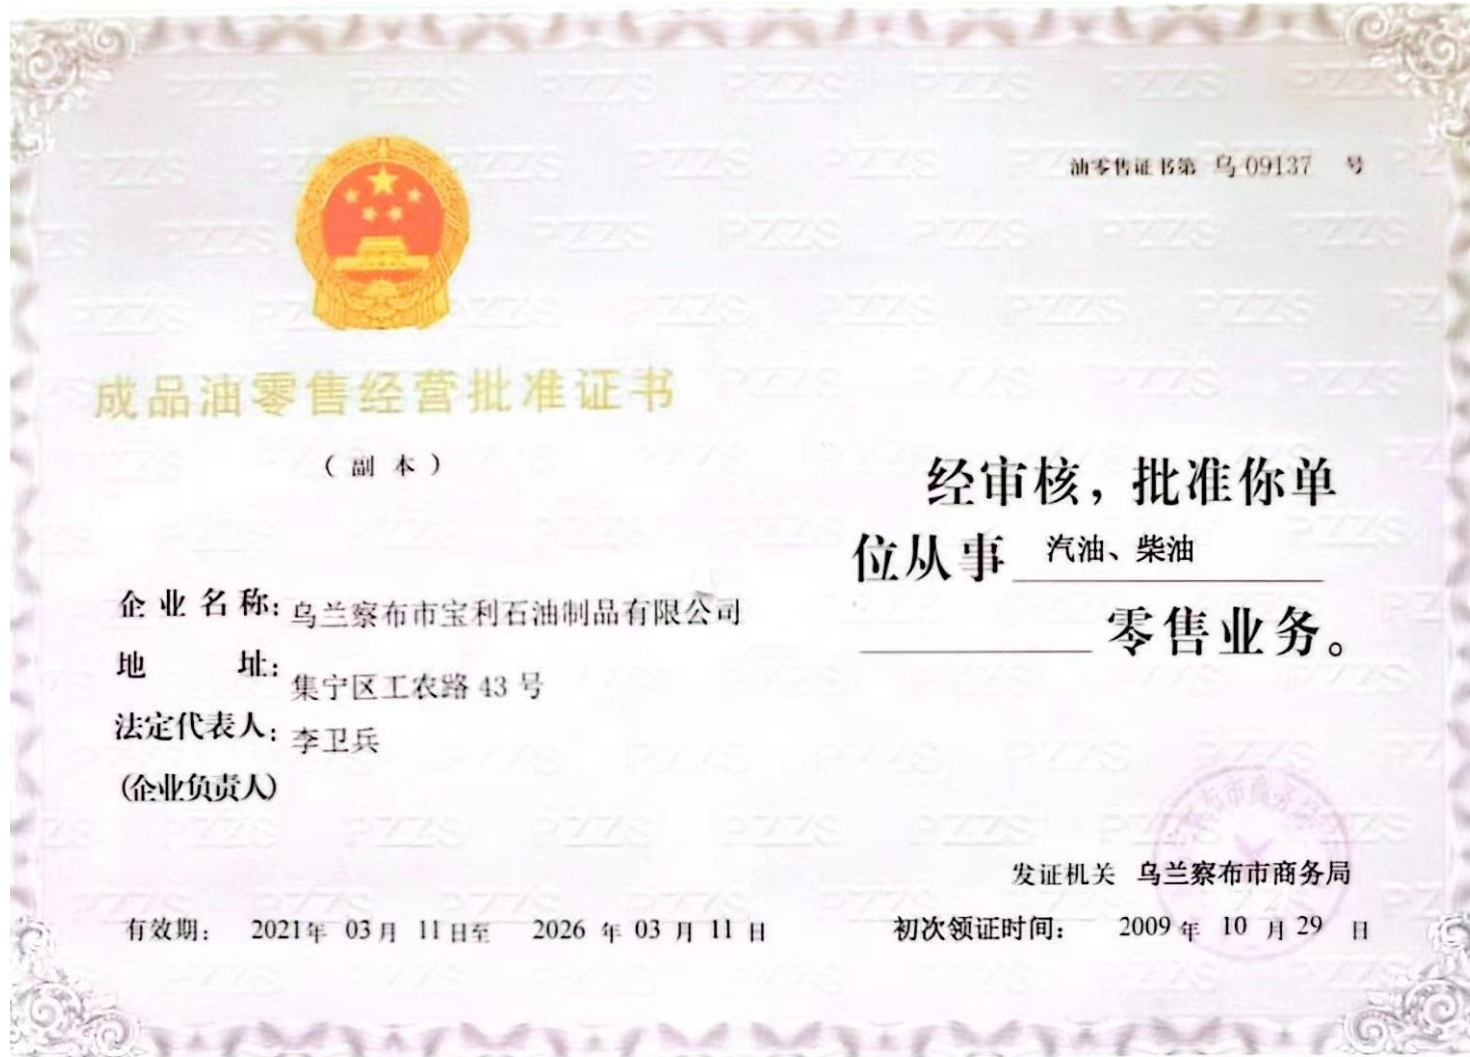 油零售证书第 乌 09137 号
成品油零售经营批准证书
(副本)
企业名称: 乌兰察布市宝利石油制品有限公司
地 址: 集宁区工农路 43 号
法定代表人: 李卫兵
(企业负责人)
有效期: 2021年 03月 11日至 2026 年 03 月 11 日
经审核,批准你单
位从事 汽油、柴油
零售业务。
发证机关 乌兰察布市商务局
初次领证时间: 2009 年 10 月 29 日
PZZS